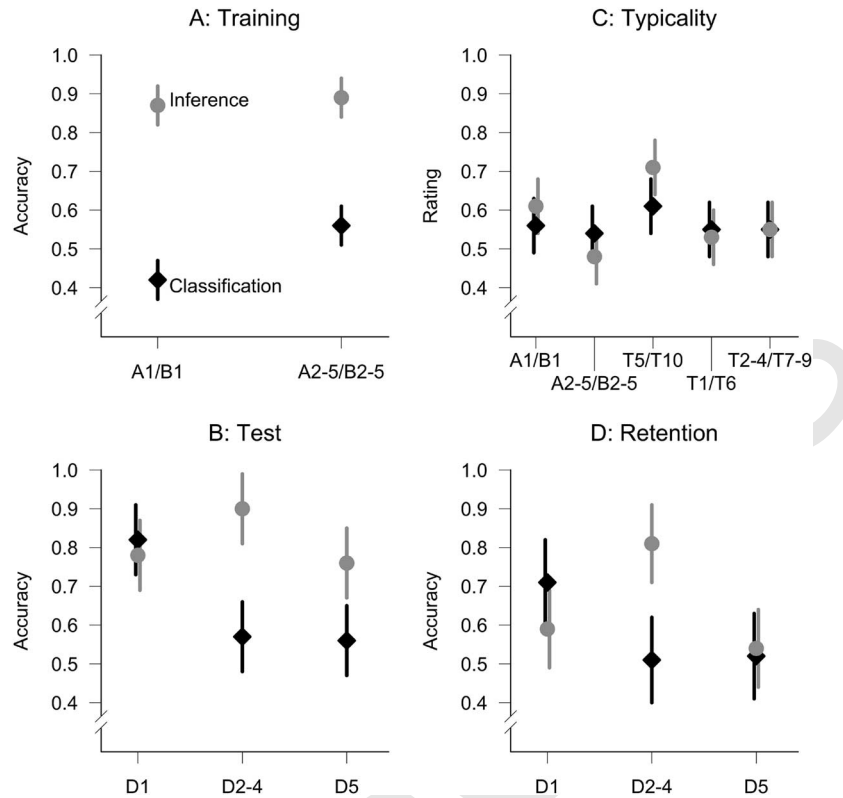 A: Training
Accuracy
1.0
0.9
0.8
0.7
0.6
0.5
0.4
Inference
Classification
A1/B1
A2-5/B2-5
C: Typicality
Rating
1.0
0.9
0.8
0.7
0.6
0.5
0.4
A1/B1
T5/T10
T2-4/T7-9
A2-5/B2-5
T1/T6
B: Test
Accuracy
1.0
0.9
0.8
0.7
0.6
0.5
0.4
D1
D2-4
D5
D: Retention
Accuracy
1.0
0.9
0.8
0.7
0.6
0.5
0.4
D1
D2-4
D5